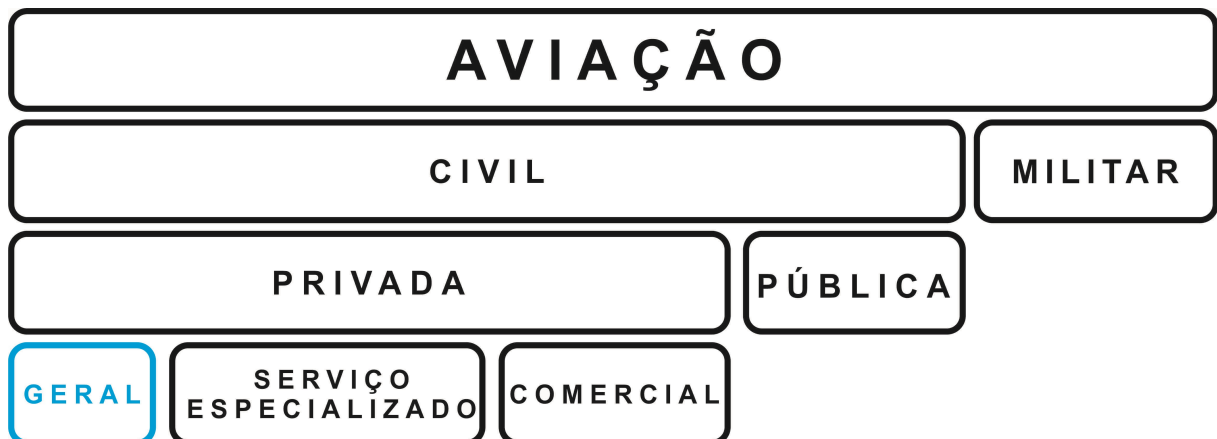 AVIAÇÃO
CIVIL
MILITAR
PRIVADA
PÚBLICA
GERAL
SERVIÇO
ESPECIALIZADO
COMERCIAL